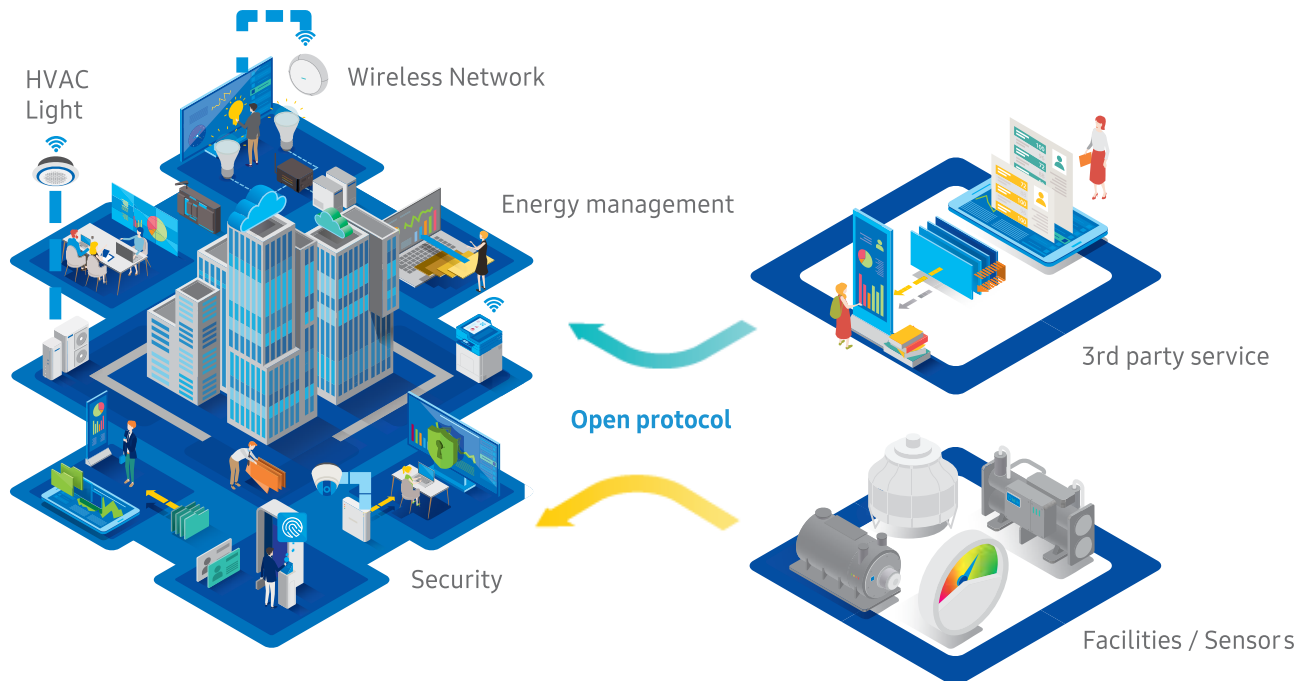 HVAC
Light
Wireless Network
Energy management
3rd party service
Open protocol
Security
Facilities / Sensors